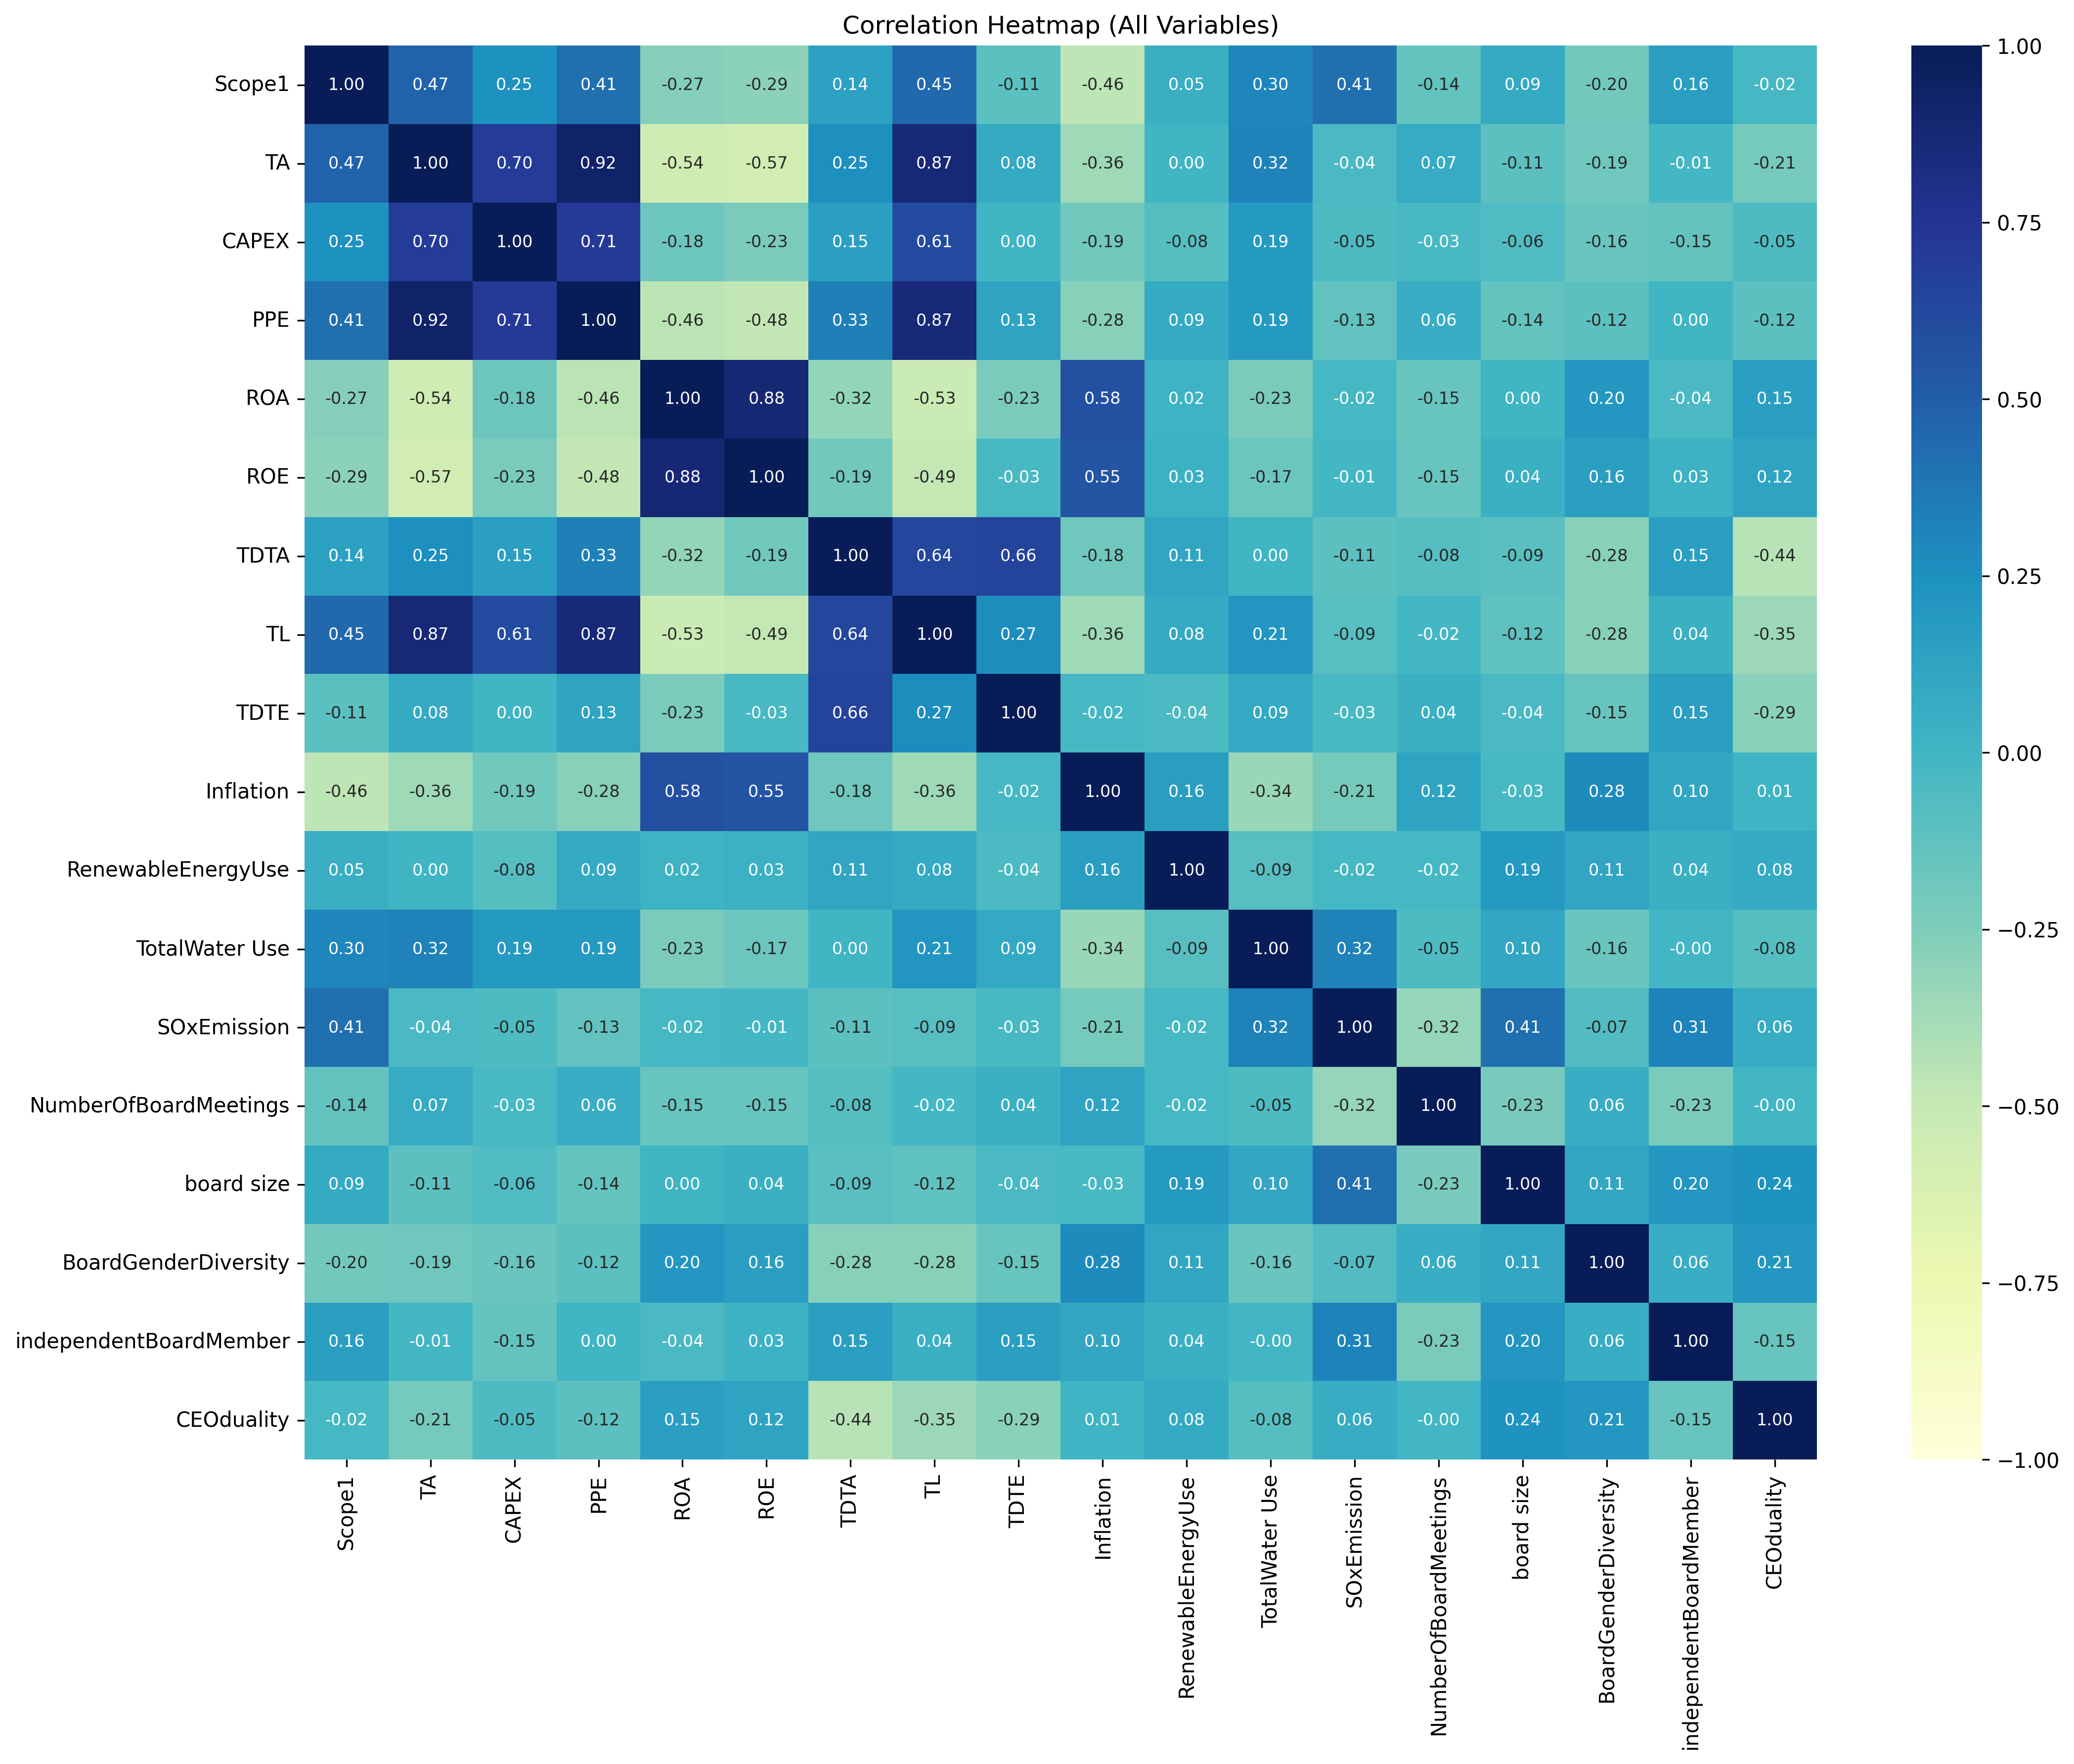 Correlation Heatmap (All Variables)
Scope1 1.00 0.47 0.25 0.41 -0.27 -0.29 0.14 0.45 -0.11 -0.46 0.05 0.30 0.41 -0.14 0.09 -0.20 0.16 -0.02
TA 0.47 1.00 0.70 0.92 -0.54 -0.57 0.25 0.87 0.08 -0.36 0.00 0.32 -0.04 0.07 -0.11 -0.19 -0.01 -0.21
CAPEX 0.25 0.70 1.00 0.71 -0.18 -0.23 0.15 0.61 0.00 -0.19 -0.08 0.19 -0.05 -0.03 -0.06 -0.16 -0.15 -0.05
PPE 0.41 0.92 0.71 1.00 -0.46 -0.48 0.33 0.87 0.13 -0.28 0.09 0.19 -0.13 0.06 -0.14 -0.12 0.00 -0.12
ROA -0.27 -0.54 -0.18 -0.46 1.00 0.88 -0.32 -0.53 -0.23 0.58 0.02 -0.23 -0.02 -0.15 0.00 0.20 -0.04 0.15
ROE -0.29 -0.57 -0.23 -0.48 0.88 1.00 -0.19 -0.49 -0.03 0.55 0.03 -0.17 -0.01 -0.15 0.04 0.16 0.03 0.12
TDTA 0.14 0.25 0.15 0.33 -0.32 -0.19 1.00 0.64 0.66 -0.18 0.11 0.00 -0.11 -0.08 -0.09 -0.28 0.15 -0.44
TL 0.45 0.87 0.61 0.87 -0.53 -0.49 0.64 1.00 0.27 -0.36 0.08 0.21 -0.09 -0.02 -0.12 -0.28 0.04 -0.35
TDTE -0.11 0.08 0.00 0.13 -0.23 -0.03 0.66 0.27 1.00 -0.02 -0.04 0.09 -0.03 0.04 -0.04 -0.15 0.15 -0.29
Inflation -0.46 -0.36 -0.19 -0.28 0.58 0.55 -0.18 -0.36 -0.02 1.00 0.16 -0.34 -0.21 0.12 -0.03 0.28 0.10 0.01
RenewableEnergyUse 0.05 0.00 -0.08 0.09 0.02 0.03 0.11 0.08 -0.04 0.16 1.00 -0.09 -0.02 -0.02 0.19 0.11 0.04 0.08
TotalWater Use 0.30 0.32 0.19 0.19 -0.23 -0.17 0.00 0.21 0.09 -0.34 -0.09 1.00 0.32 -0.05 0.10 -0.16 -0.00 -0.08
SOxEmission 0.41 -0.04 -0.05 -0.13 -0.02 -0.01 -0.11 -0.09 -0.03 -0.21 -0.02 0.32 1.00 -0.32 0.41 -0.07 0.31 0.06
NumberOfBoardMeetings -0.14 0.07 -0.03 0.06 -0.15 -0.15 -0.08 -0.02 0.04 0.12 -0.02 -0.05 -0.32 1.00 -0.23 0.06 -0.23 -0.00
board size 0.09 -0.11 -0.06 -0.14 0.00 0.04 -0.09 -0.12 -0.04 -0.03 0.19 0.10 0.41 -0.23 1.00 0.11 0.20 0.24
BoardGenderDiversity -0.20 -0.19 -0.16 -0.12 0.20 0.16 -0.28 -0.28 -0.15 0.28 0.11 -0.16 -0.07 0.06 0.11 1.00 0.06 0.21
independentBoardMember 0.16 -0.01 -0.15 0.00 -0.04 0.03 0.15 0.04 0.15 0.10 0.04 -0.00 0.31 -0.23 0.20 0.06 1.00 -0.15
CEOduality -0.02 -0.21 -0.05 -0.12 0.15 0.12 -0.44 -0.35 -0.29 0.01 0.08 -0.08 0.06 -0.00 0.24 0.21 -0.15 1.00
Scope1
TA
CAPEX
PPE
ROA
ROE
TDTA
TL
TDTE
Inflation
RenewableEnergyUse
TotalWater Use
SOxEmission
NumberOfBoardMeetings
board size
BoardGenderDiversity
independentBoardMember
CEOduality
1.00
0.75
0.50
0.25
0.00
−0.25
−0.50
−0.75
−1.00